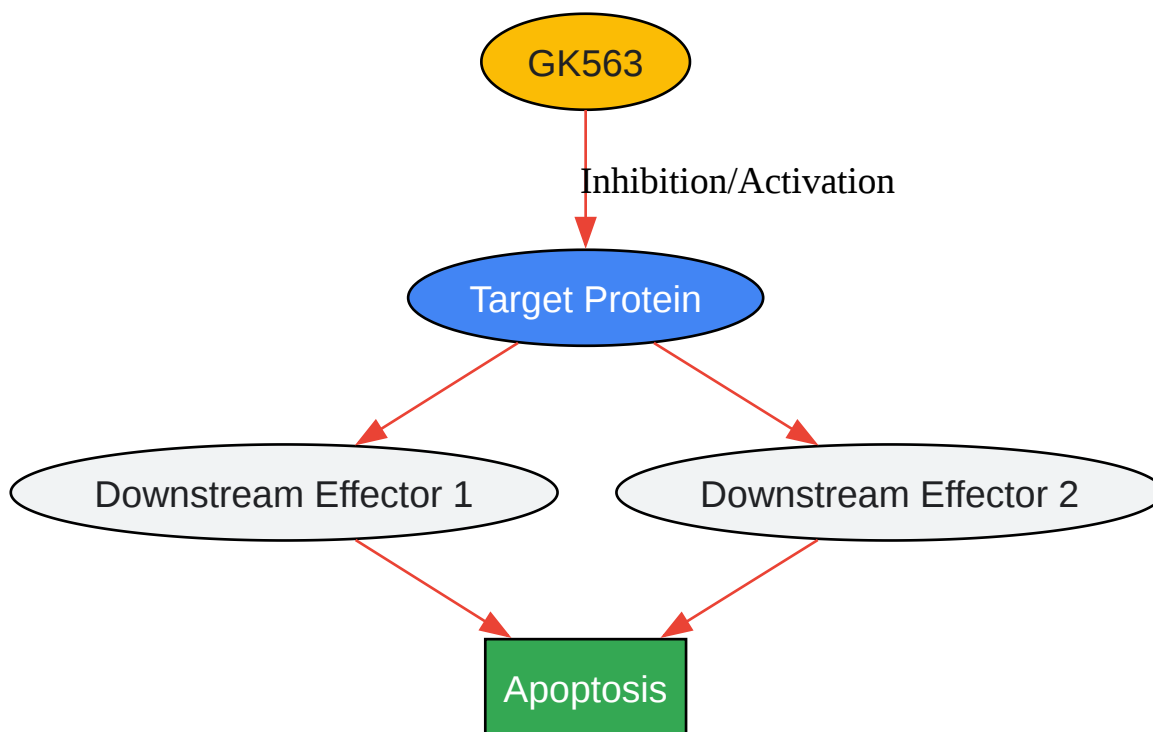 GK563
Inhibition/Activation
Target Protein
Downstream Effector 1
Downstream Effector 2
Apoptosis